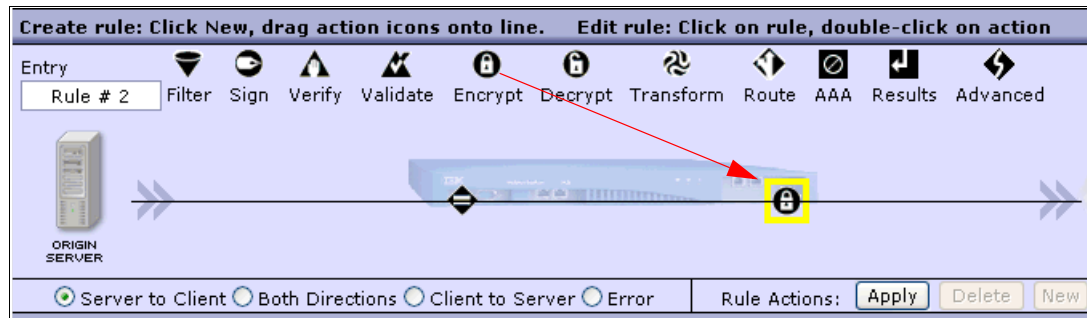 Create rule: Click New, drag action icons onto line. Edit rule: Click on rule, double-click on action
Entry
Rule # 2
Filter Sign Verify Validate Encrypt Decrypt Transform Route AAA Results Advanced
ORIGIN
SERVER
Server to Client Both Directions Client to Server Error Rule Actions: Apply Delete New